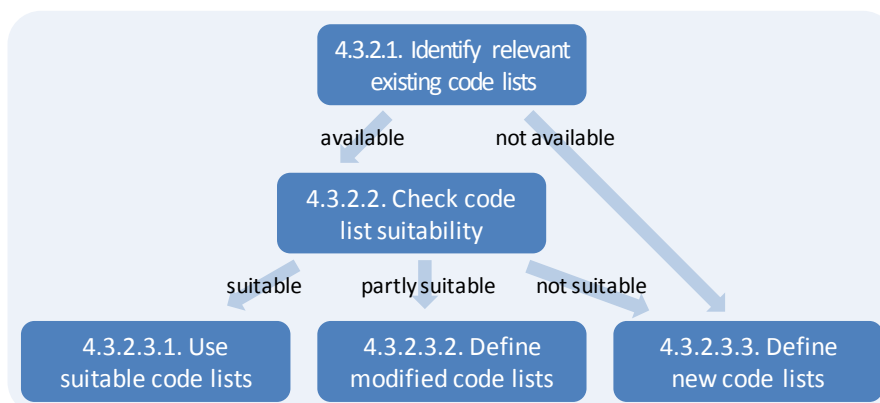 4.3.2.1. Identify relevant
existing code lists
available
not available
4.3.2.2. Check code
list suitability
suitable
partly suitable
not suitable
4.3.2.3.1. Use
suitable code lists
4.3.2.3.2. Define
modified code lists
4.3.2.3.3. Define
new code lists